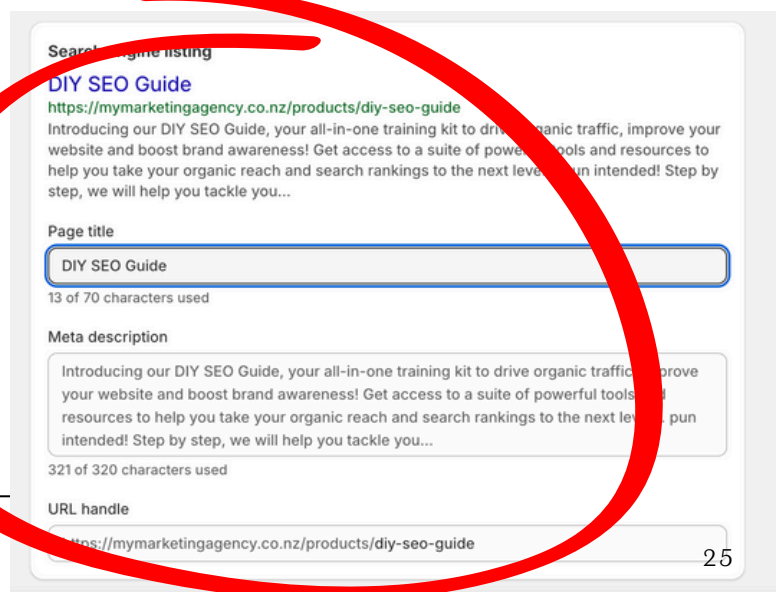 Search engine listing
DIY SEO Guide
https://mymarketingagency.co.nz/products/diy-seo-guide
Introducing our DIY SEO Guide, your all-in-one training kit to drive organic traffic, improve your
website and boost brand awareness! Get access to a suite of powerful tools and resources to
help you take your organic reach and search rankings to the next level pun intended! Step by
step, we will help you tackle you...
Page title
DIY SEO Guide
13 of 70 characters used
Meta description
Introducing our DIY SEO Guide, your all-in-one training kit to drive organic traffic, improve
your website and boost brand awareness! Get access to a suite of powerful tools and
resources to help you take your organic reach and search rankings to the next level pun
intended! Step by step, we will help you tackle you...
321 of 320 characters used
URL handle
https://mymarketingagency.co.nz/products/diy-seo-guide
25